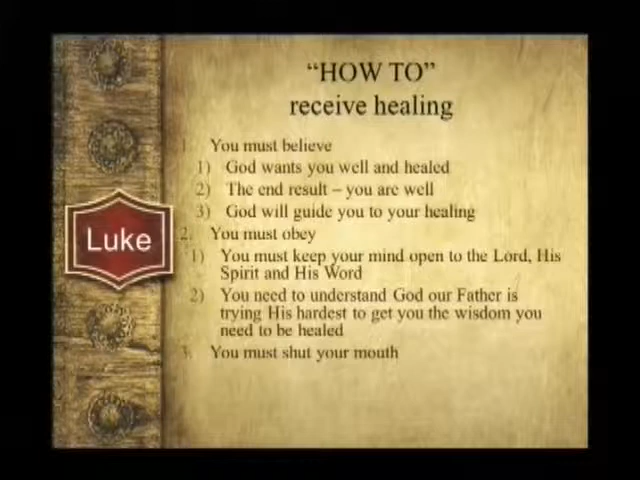 “HOW TO”
receive healing
1. You must believe
1) God wants you well and healed
2) The end result – you are well
3) God will guide you to your healing
2. You must obey
1) You must keep your mind open to the Lord, His
Spirit and His Word
2) You need to understand God our Father is
trying His hardest to get you the wisdom you
need to be healed
3. You must shut your mouth
Luke